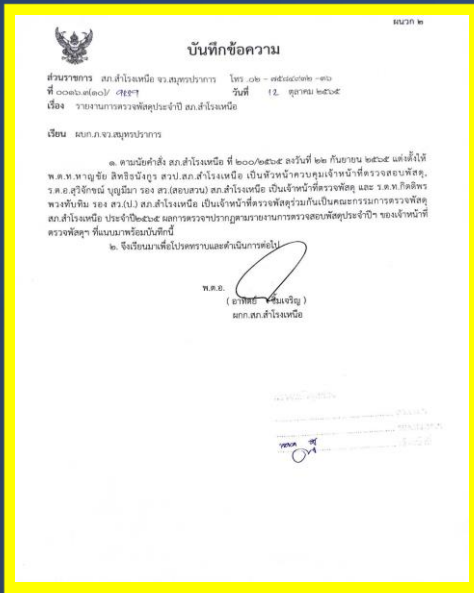 ผนวก ๒
บันทึกข้อความ
ส่วนราชการ สภ.สำโรงเหนือ จว.สมุทรปราการ โทร .๐๒ –
ที่ ๐๐๑๖.๓(๑๐)/ วันที่ 12 ตุลาคม ๒๕๖๕
เรื่อง รายงานการตรวจพัสดุประจำปี สภ.สำโรงเหนือ
เรียน ผบก.ภ.จว.สมุทรปราการ
๑. ตามนัยคำสั่ง สภ.สำโรงเหนือ ที่ ๒๐๐/๒๕๖๕ ลงวันที่ ๒๒ กันยายน ๒๕๖๕ แต่งตั้งให้
พ.ต.ท.หาญชัย สิทธิธนังกูร สวป.สภ.สำโรงเหนือ เป็นหัวหน้าควบคุมเจ้าหน้าที่ตรวจสอบพัสดุ,
ร.ต.อ.สุวิจักขณ์ บุญมีมา รอง สว.(สอบสวน) สภ.สำโรงเหนือ เป็นเจ้าหน้าที่ตรวจพัสดุ และ ร.ต.ท.กิตติพร
พวงทับทิม รอง สว.(ป.) สภ.สำโรงเหนือ เป็นเจ้าหน้าที่ตรวจพัสดุร่วมกันเป็นคณะกรรมการตรวจพัสดุ
สภ.สำโรงเหนือ ประจำปี๒๕๖๕ ผลการตรวจฯปรากฏตามรายงานการตรวจสอบพัสดุประจำปีฯ ของเจ้าหน้าที่
ตรวจพัสดุฯ ที่แนบมาพร้อมบันทึกนี้
๒. จึงเรียนมาเพื่อโปรดทราบและดำเนินการต่อไป
พ.ต.อ.
( อาทิตย์ ซิ้มเจริญ )
ผกก.สภ.สำโรงเหนือ